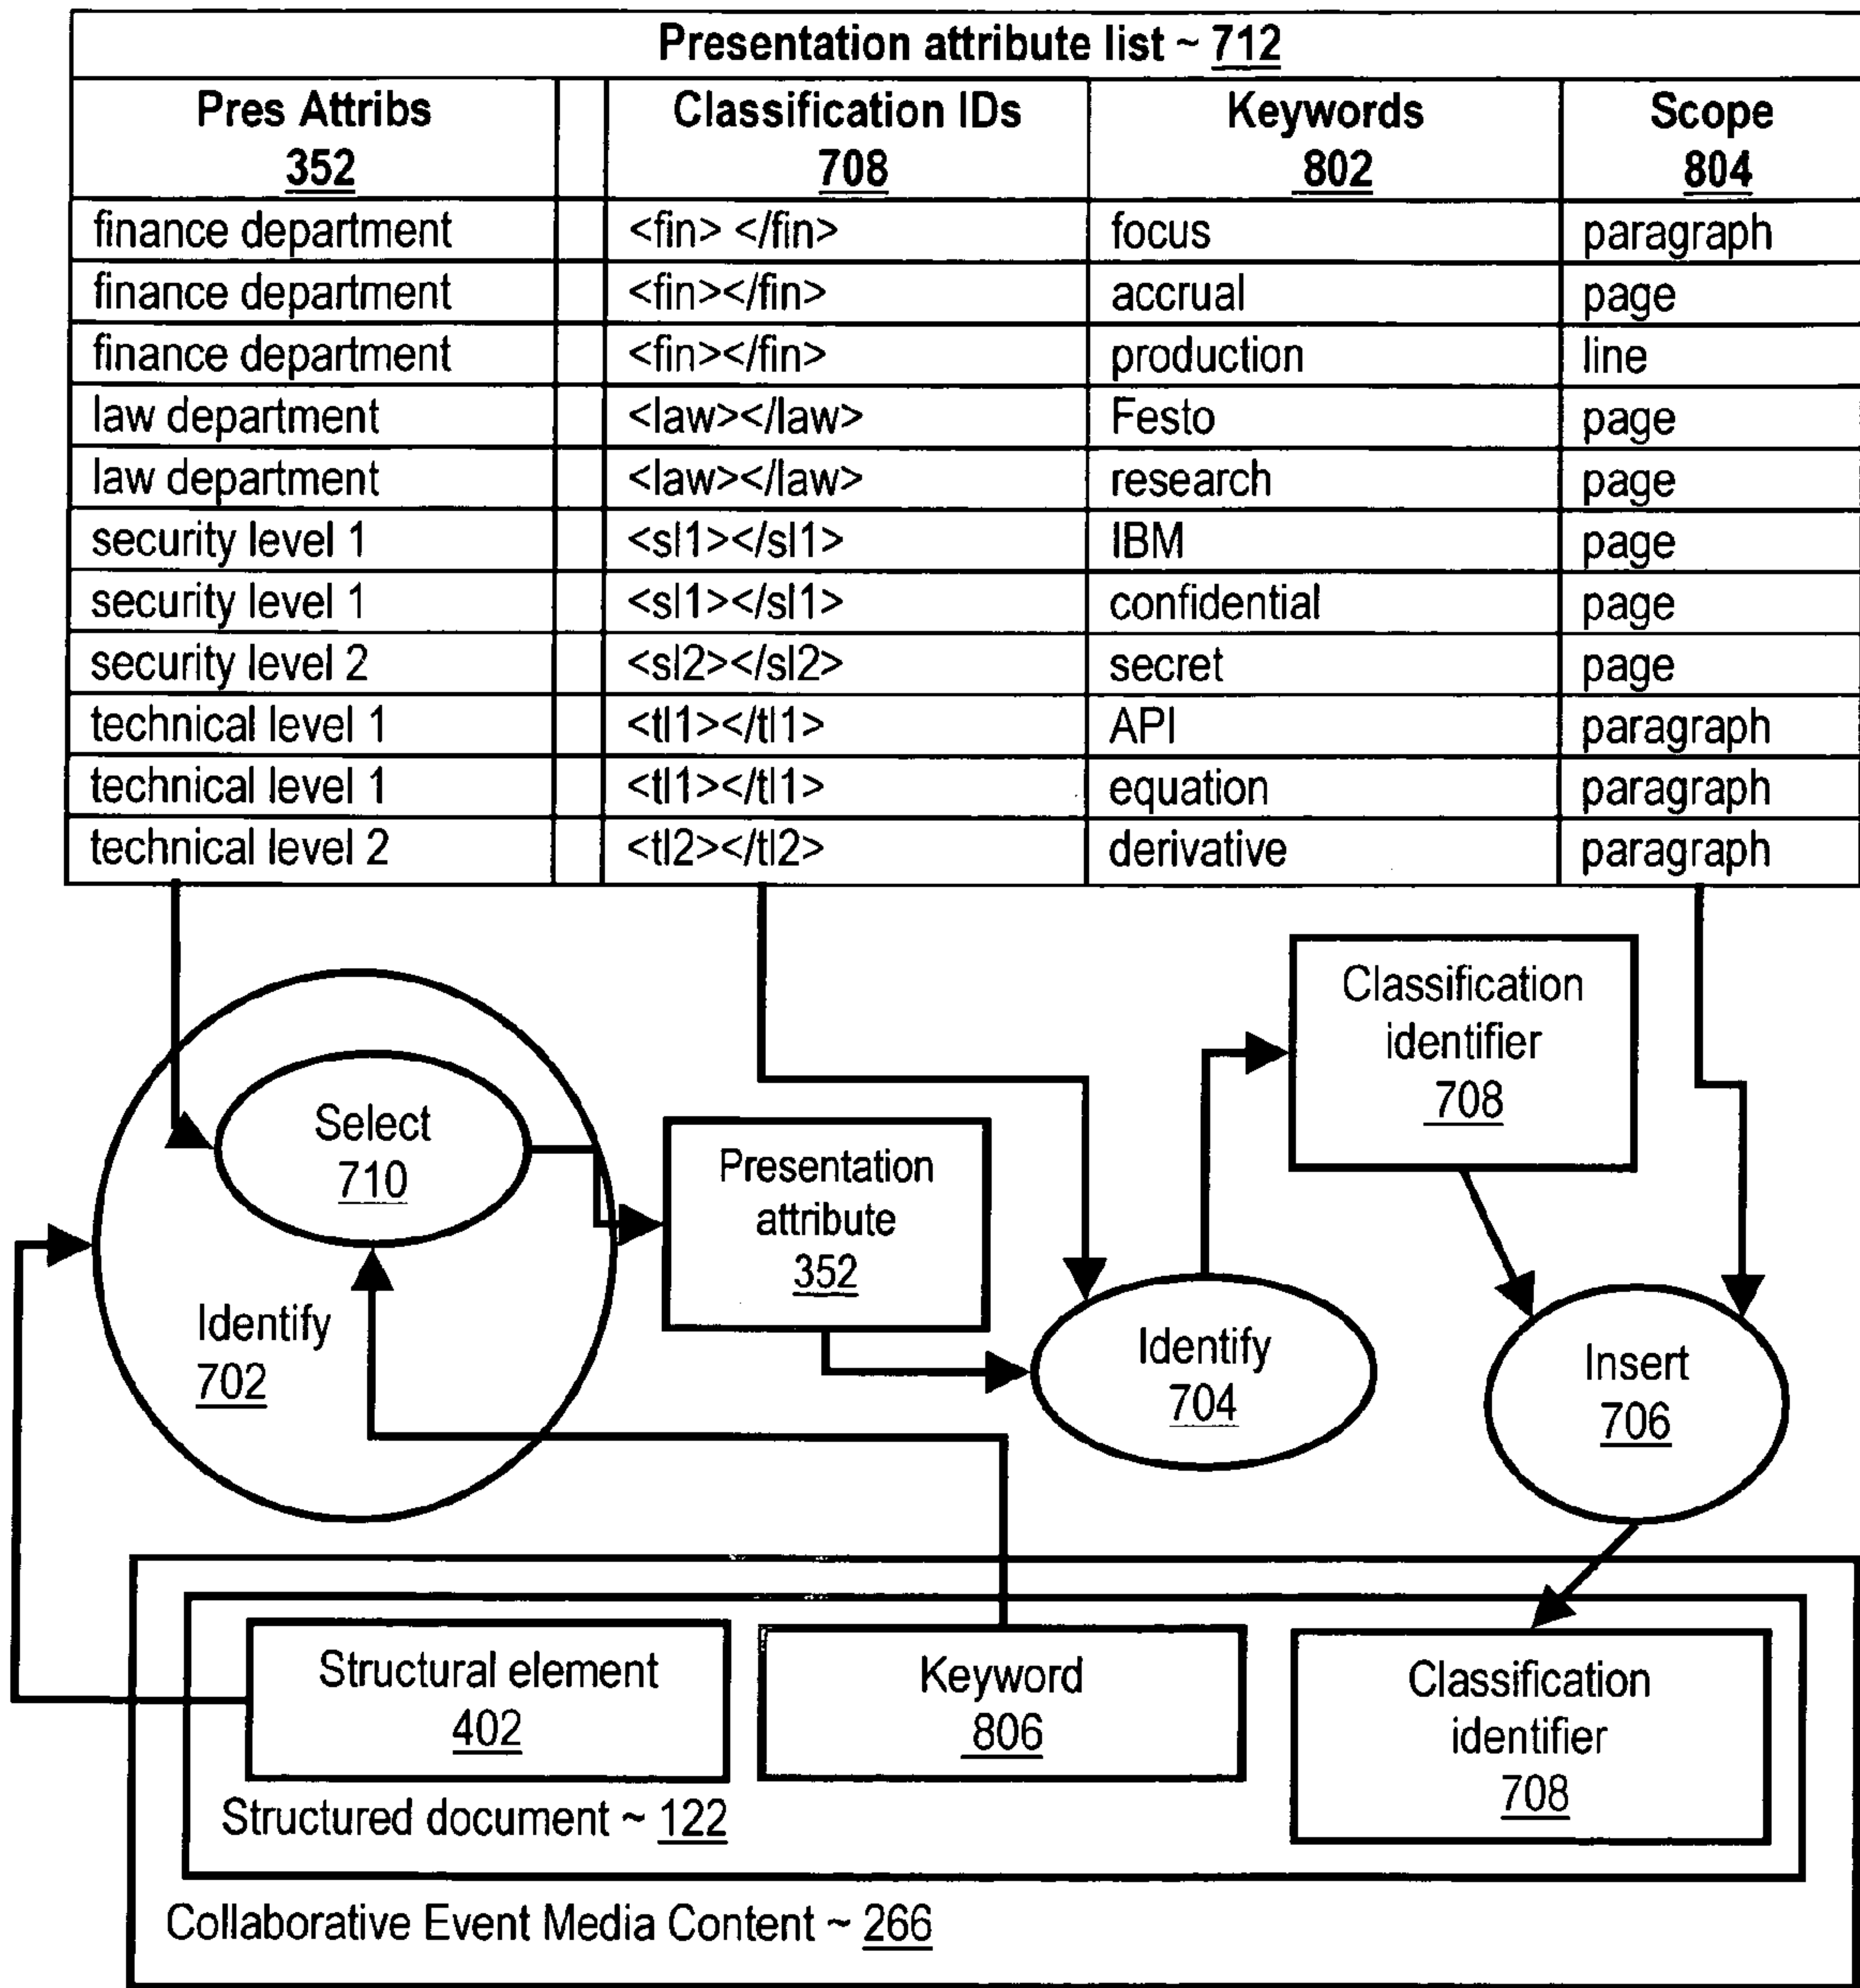 Presentation attribute list ~ 712
Pres Attribs Classification IDs Keywords Scope
352 708 802 804
finance department <fin> </fin> focus paragraph
finance department <fin></fin> accrual page
finance department <fin></fin> production line
law department <law></law> Festo page
law department <law></law> research page
security level 1 <sl1></sl1> IBM page
security level 1 <sl1></sl1> confidential page
security level 2 <sl2></sl2> secret page
technical level 1 <tl1></tl1> API paragraph
technical level 1 <tl1></tl1> equation paragraph
technical level 2 <tl2></tl2> derivative paragraph
Classification
identifier
708
Select
710
Presentation
attribute
352
Identify
702
Identify
704
Insert
706
Structural element
402
Keyword
806
Classification
identifier
708
Structured document ~ 122
Collaborative Event Media Content ~ 266